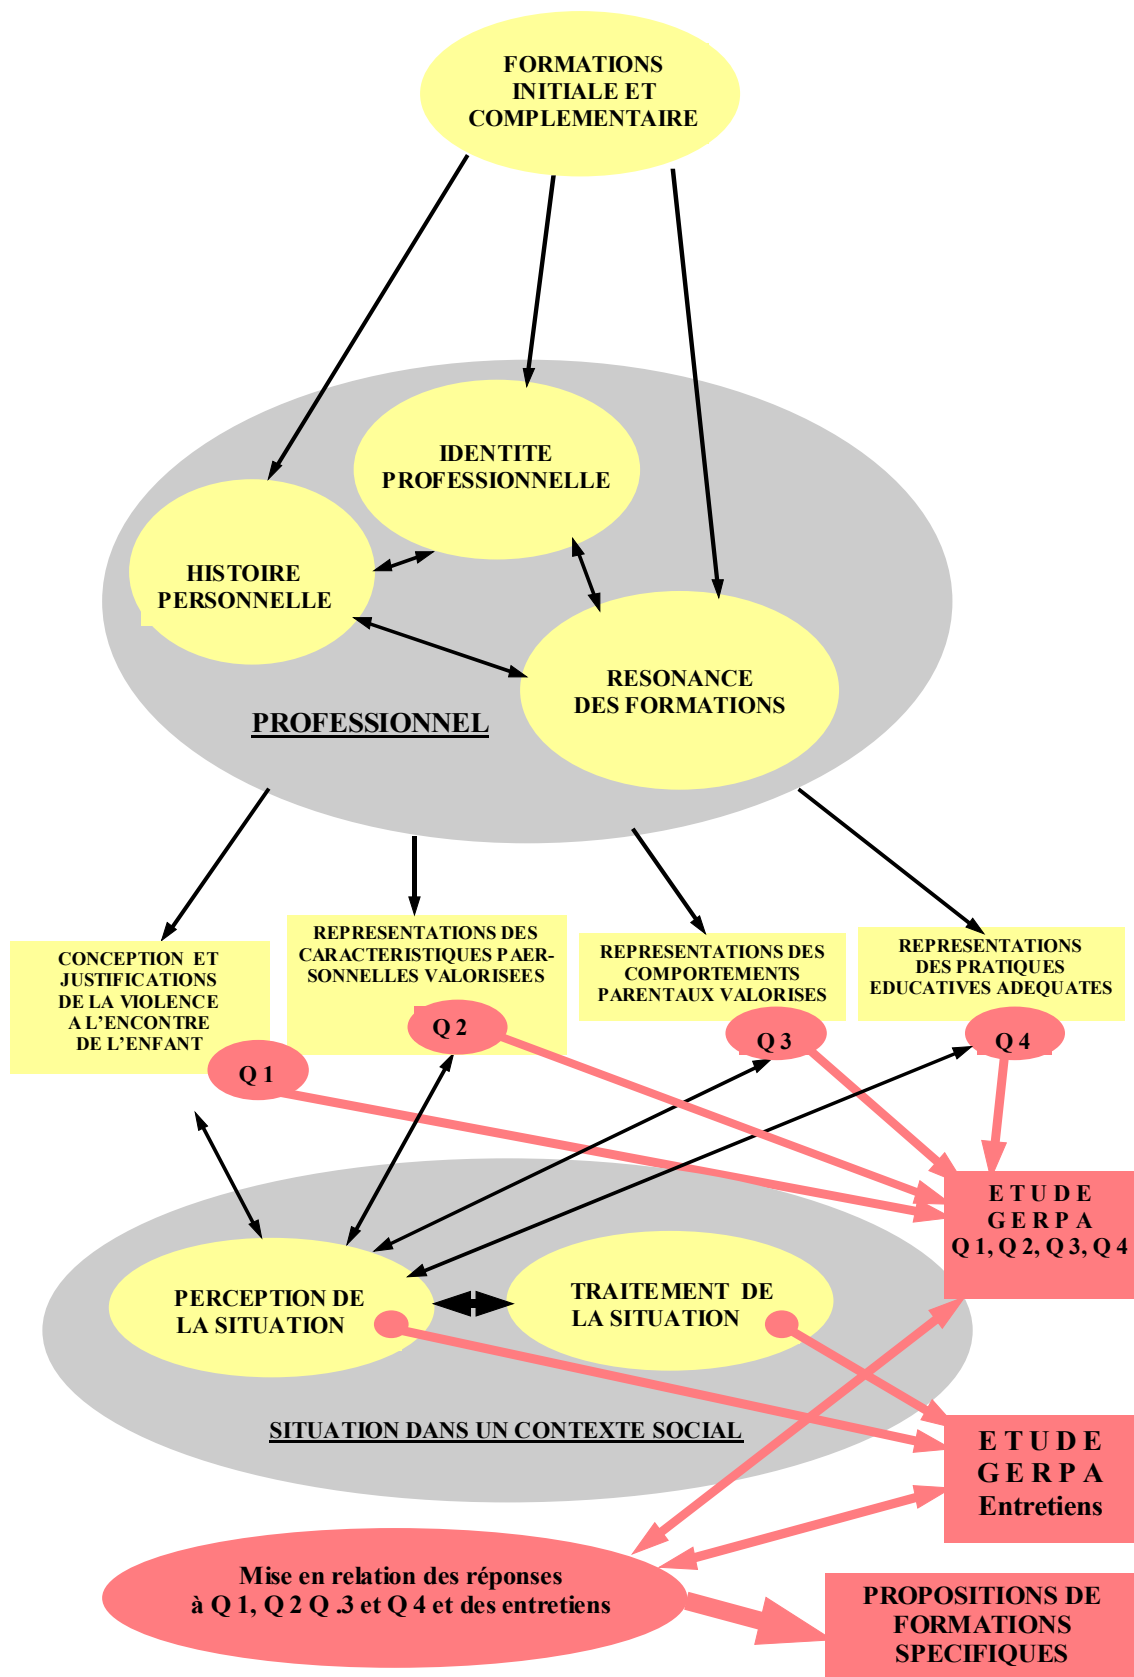 FORMATIONS
INITIALE ET
COMPLEMENTAIRE
IDENTITE
PROFESSIONNELLE
HISTOIRE
PERSONNELLE
RESONANCE
DES FORMATIONS
PROFESSIONNEL
CONCEPTION ET
JUSTIFICATIONS
DE LA VIOLENCE
A L’ENCONTRE
DE L’ENFANT
Q 1
REPRESENTATIONS DES
CARACTERISTIQUES PAER-
SONNELLES VALORISEES
Q 2
REPRESENTATIONS DES
COMPORTEMENTS
PARENTAUX VALORISES
Q 3
REPRESENTATIONS
DES PRATIQUES
EDUCATIVES ADEQUATES
Q 4
E T U D E
G E R P A
Q 1, Q 2, Q 3, Q 4
PERCEPTION DE
LA SITUATION
TRAITEMENT DE
LA SITUATION
SITUATION DANS UN CONTEXTE SOCIAL
E T U D E
G E R P A
Entretiens
Mise en relation des réponses
à Q 1, Q 2 Q .3 et Q 4 et des entretiens
PROPOSITIONS DE
FORMATIONS
SPECIFIQUES